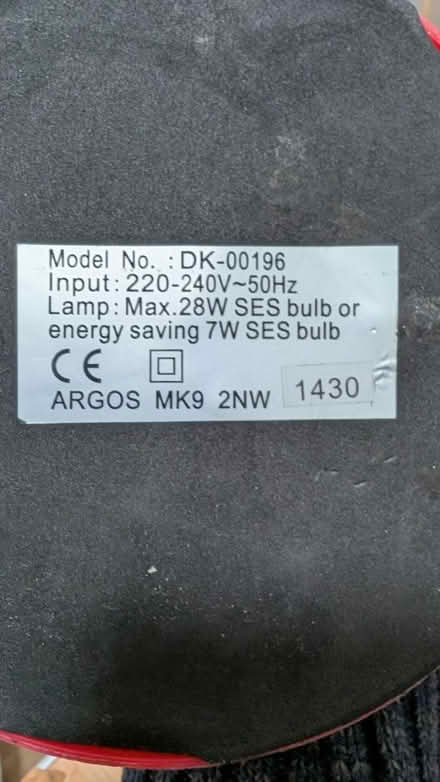 Model No. : DK-00196
Input: 220-240V~50Hz
Lamp: Max.28W SES bulb or
energy saving 7W SES bulb
CE
ARGOS MK9 2NW 1430